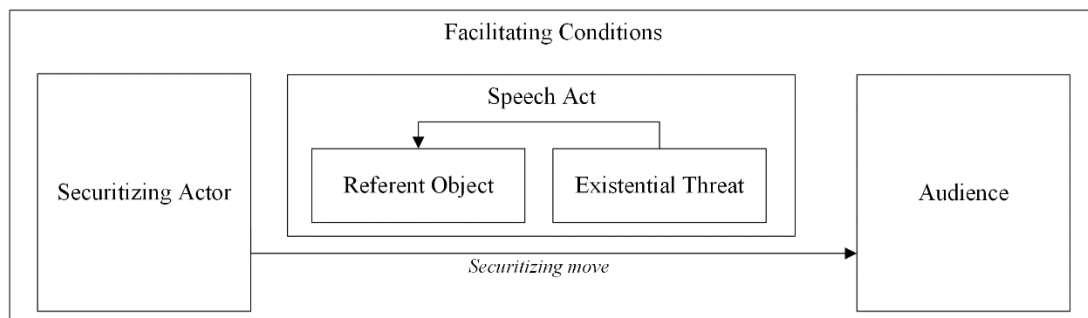 Facilitating Conditions
Speech Act
Securitizing Actor
Referent Object
Existential Threat
Audience
Securitizing move